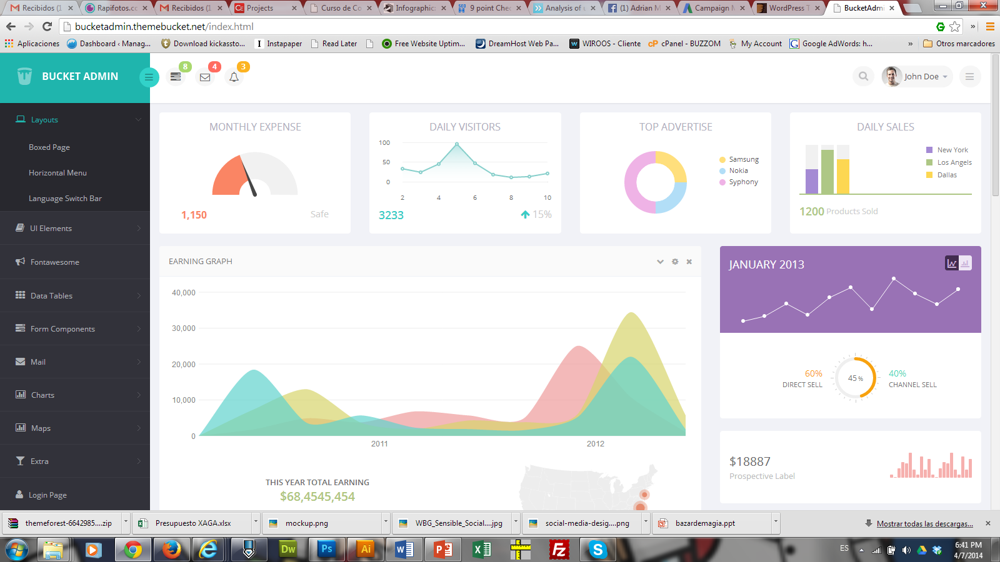 Recibidos (1
Rapifotos.cc
Recibidos (1
Projects
Curso de Co
Infographic:
9 point Chec
Analysis of u
(1) Adrian M
Campaign M
WordPress T
BucketAdmi
bucketadmin.themebucket.net/index.html
Aplicaciones
Dashboard ‹ Manag...
Download kickassto...
Instapaper
Read Later
Free Website Uptim...
DreamHost Web Pa...
WIROOS - Cliente
cPanel - BUZZOM
My Account
Google AdWords: h...
»
Otros marcadores
BUCKET ADMIN
8
4
3
John Doe
Layouts
Boxed Page
Horizontal Menu
Language Switch Bar
UI Elements
Fontawesome
Data Tables
Form Components
Mail
Charts
Maps
Extra
Login Page
MONTHLY EXPENSE
1,150
Safe
DAILY VISITORS
100
50
0
2 4 6 8 10
3233
15%
TOP ADVERTISE
Samsung
Nokia
Syphony
DAILY SALES
New York
Los Angels
Dallas
1200 Products Sold
EARNING GRAPH
40,000
30,000
20,000
10,000
0
2011 2012
THIS YEAR TOTAL EARNING
$68,4545,454
JANUARY 2013
60%
DIRECT SELL
45 %
40%
CHANNEL SELL
$18887
Prospective Label
themeforest-6642985....zip
Presupuesto XAGA.xlsx
mockup.png
WBG_Sensible_Social....jpg
social-media-desig....png
bazardemagia.ppt
Mostrar todas las descargas...
Dw
Ps
Ai
ES
6:41 PM
4/7/2014